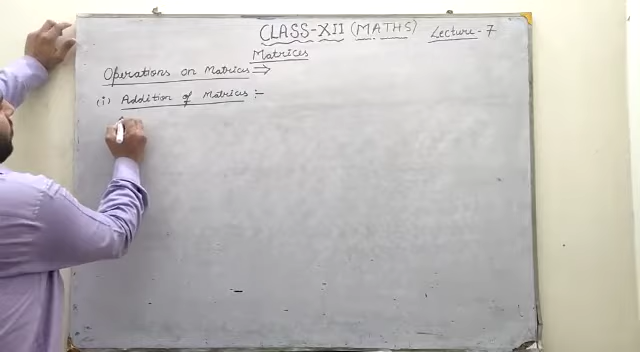 CLASS-XII (MATHS) Lecture-7
Matrices
Operations on Matrices ⇒
(i) Addition of Matrices :-